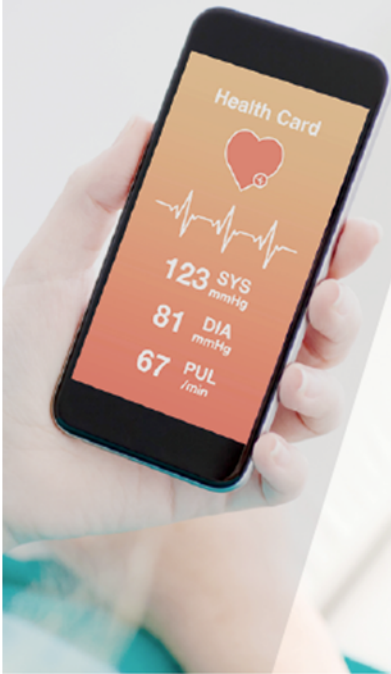 Health Card
123 SYS
mmHg
81 DIA
mmHg
67 PUL
/min